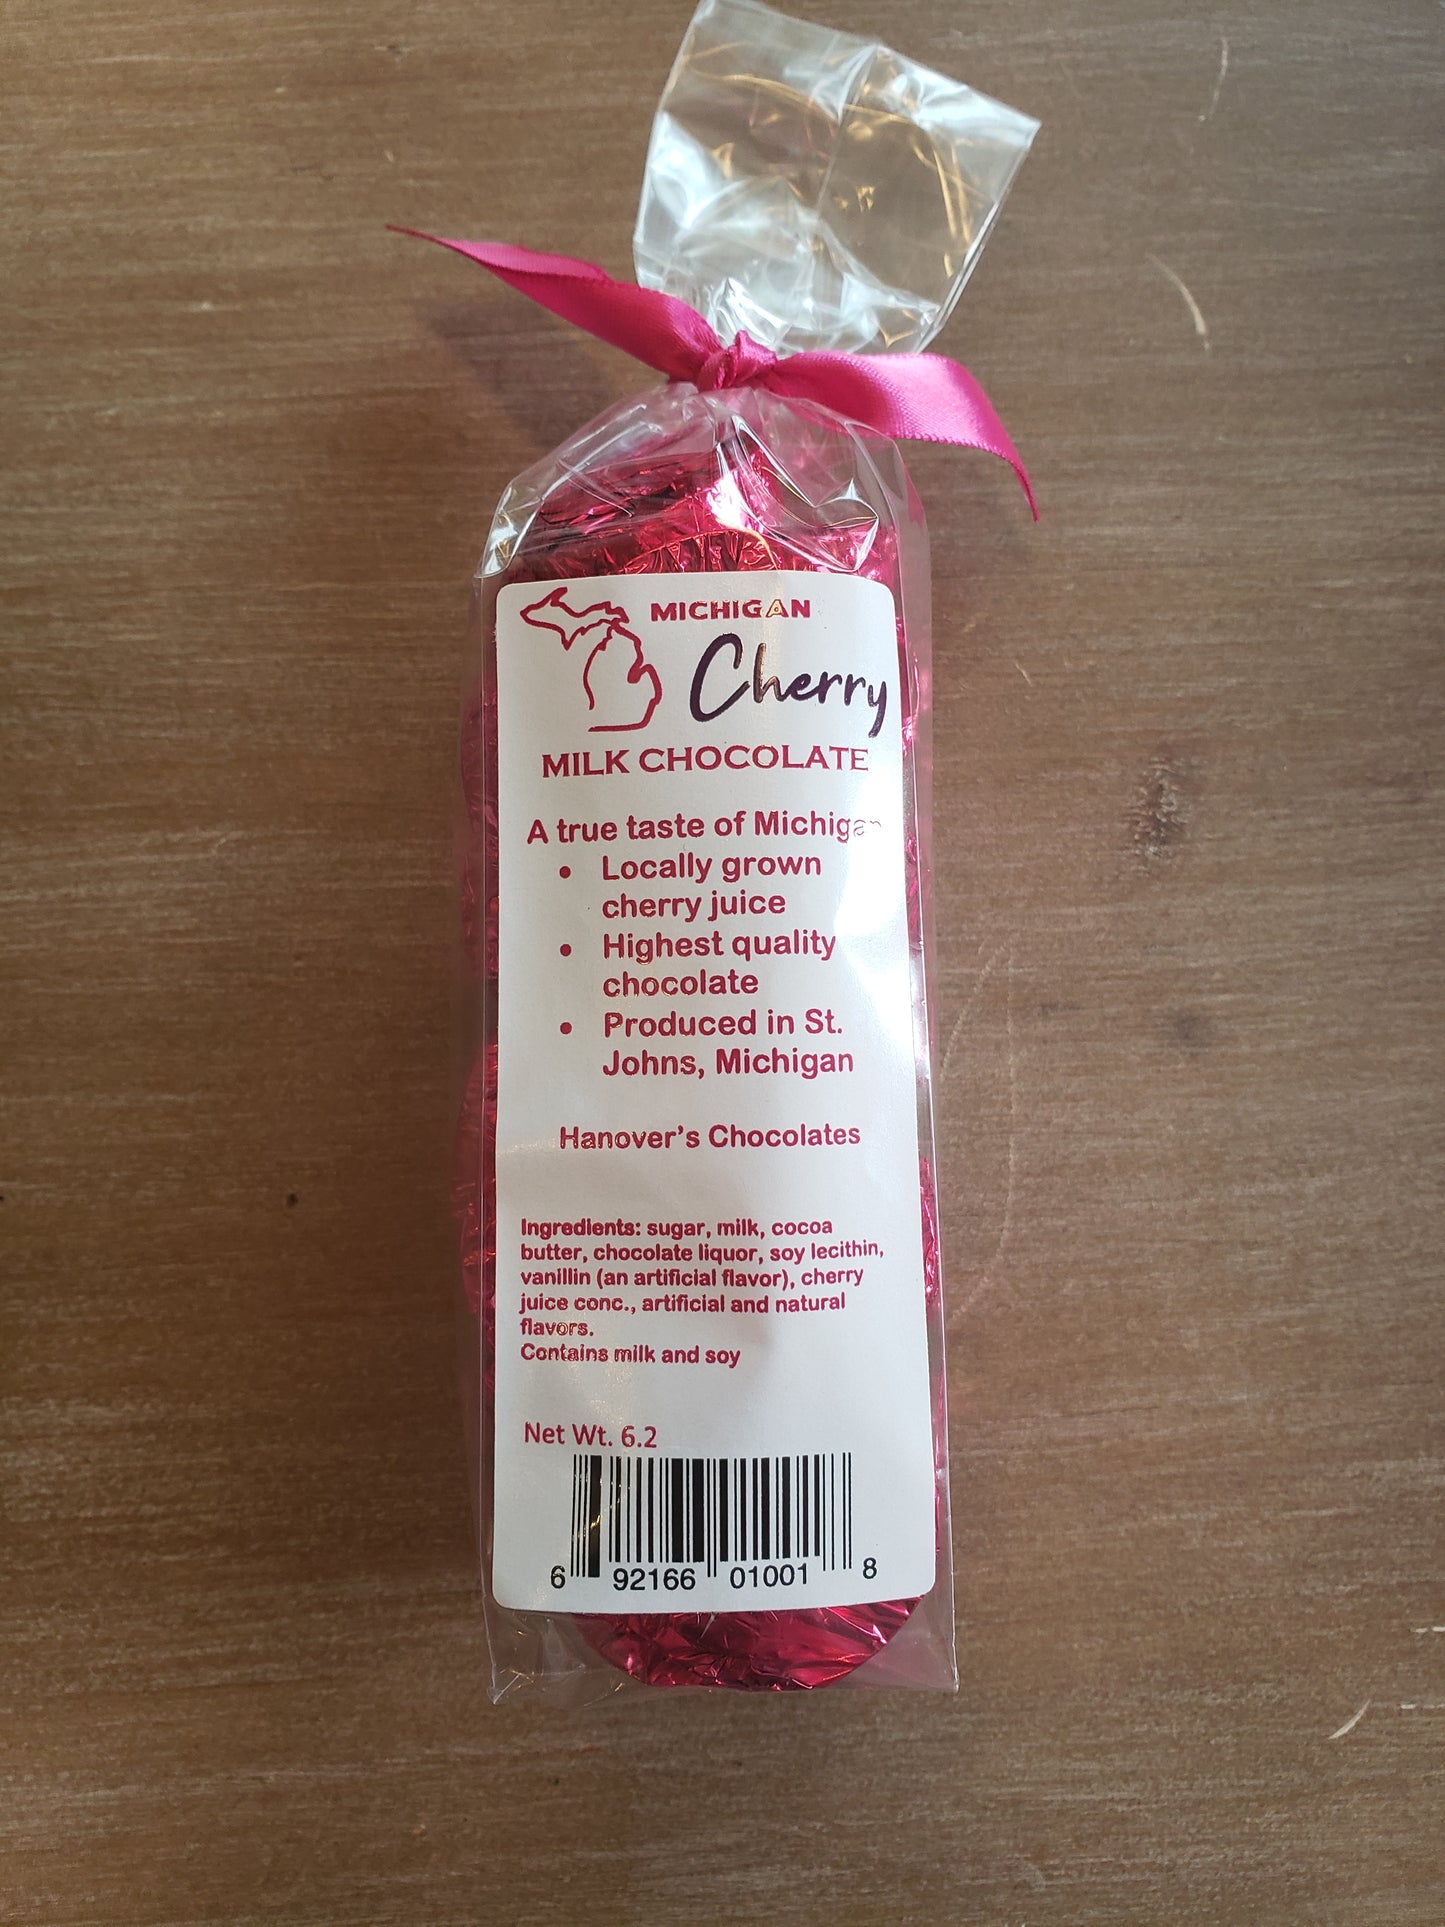 MICHIGAN
Cherry
MILK CHOCOLATE
A true taste of Michigan
• Locally grown
cherry juice
• Highest quality
chocolate
• Produced in St.
Johns, Michigan
Hanover's Chocolates
Ingredients: sugar, milk, cocoa
butter, chocolate liquor, soy lecithin,
vanillin (an artificial flavor), cherry
juice conc., artificial and natural
flavors.
Contains milk and soy
Net Wt. 6.2
6 92166 01001 8